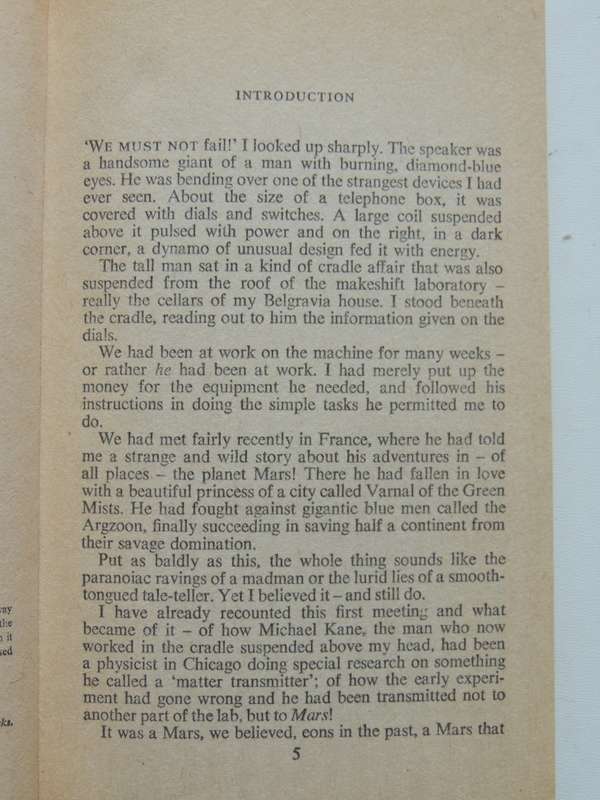 INTRODUCTION
'WE MUST NOT fail!' I looked up sharply. The speaker was
a handsome giant of a man with burning, diamond-blue
eyes. He was bending over one of the strangest devices I had
ever seen. About the size of a telephone box, it was
covered with dials and switches. A large coil suspended
above it pulsed with power and on the right, in a dark
corner, a dynamo of unusual design fed it with energy.
The tall man sat in a kind of cradle affair that was also
suspended from the roof of the makeshift laboratory –
really the cellars of my Belgravia house. I stood beneath
the cradle, reading out to him the information given on the
dials.
We had been at work on the machine for many weeks –
or rather he had been at work. I had merely put up the
money for the equipment he needed, and followed his
instructions in doing the simple tasks he permitted me to
do.
We had met fairly recently in France, where he had told
me a strange and wild story about his adventures in – of
all places – the planet Mars! There he had fallen in love
with a beautiful princess of a city called Varnal of the Green
Mists. He had fought against gigantic blue men called the
Argzoon, finally succeeding in saving half a continent from
their savage domination.
Put as baldly as this, the whole thing sounds like the
paranoiac ravings of a madman or the lurid lies of a smooth-
tongued tale-teller. Yet I believed it – and still do.
I have already recounted this first meeting and what
became of it – of how Michael Kane, the man who now
worked in the cradle suspended above my head, had been
a physicist in Chicago doing special research on something
he called a 'matter transmitter'; of how the early experi-
ment had gone wrong and he had been transmitted not to
another part of the lab, but to Mars!
It was a Mars, we believed, eons in the past, a Mars that
5